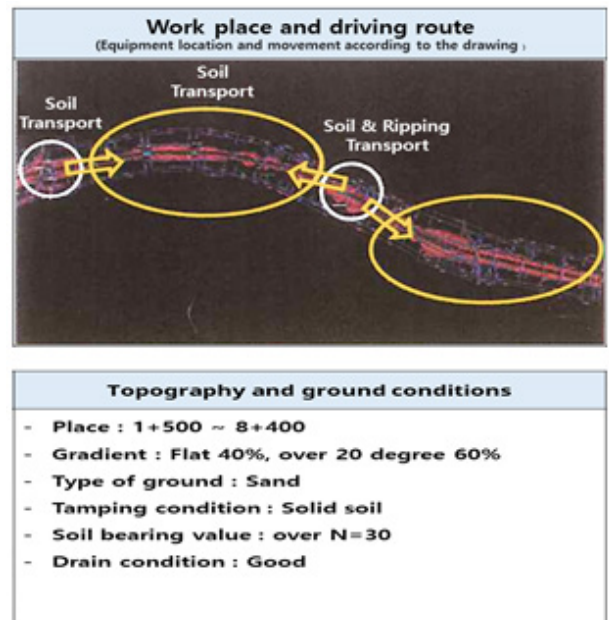 Work place and driving route
(Equipment location and movement according to the drawing )
Soil
Transport
Soil
Transport
Soil & Ripping
Transport
Topography and ground conditions
- Place : 1+500 ~ 8+400
- Gradient : Flat 40%, over 20 degree 60%
- Type of ground : Sand
- Tamping condition : Solid soil
- Soil bearing value : over N=30
- Drain condition : Good